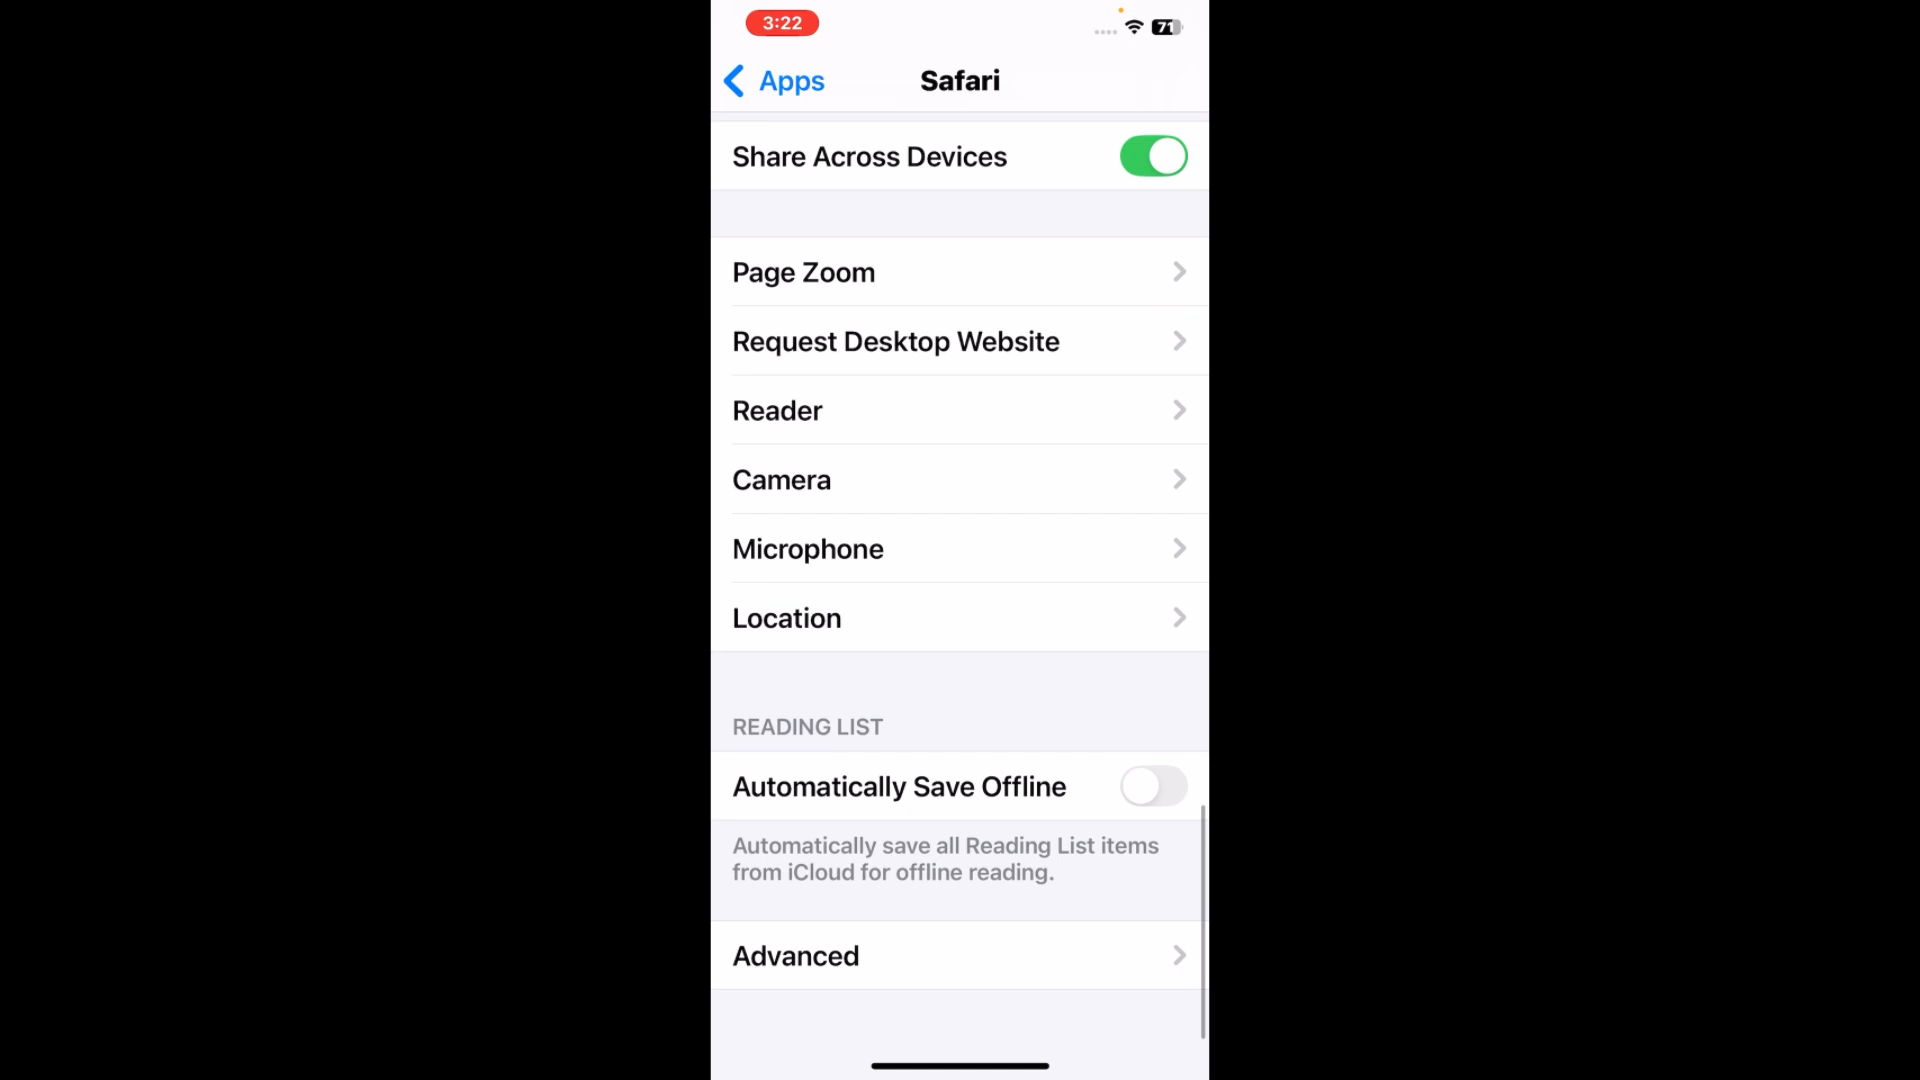 3:22
71
Apps
Safari
Share Across Devices
Page Zoom
Request Desktop Website
Reader
Camera
Microphone
Location
READING LIST
Automatically Save Offline
Automatically save all Reading List items
from iCloud for offline reading.
Advanced